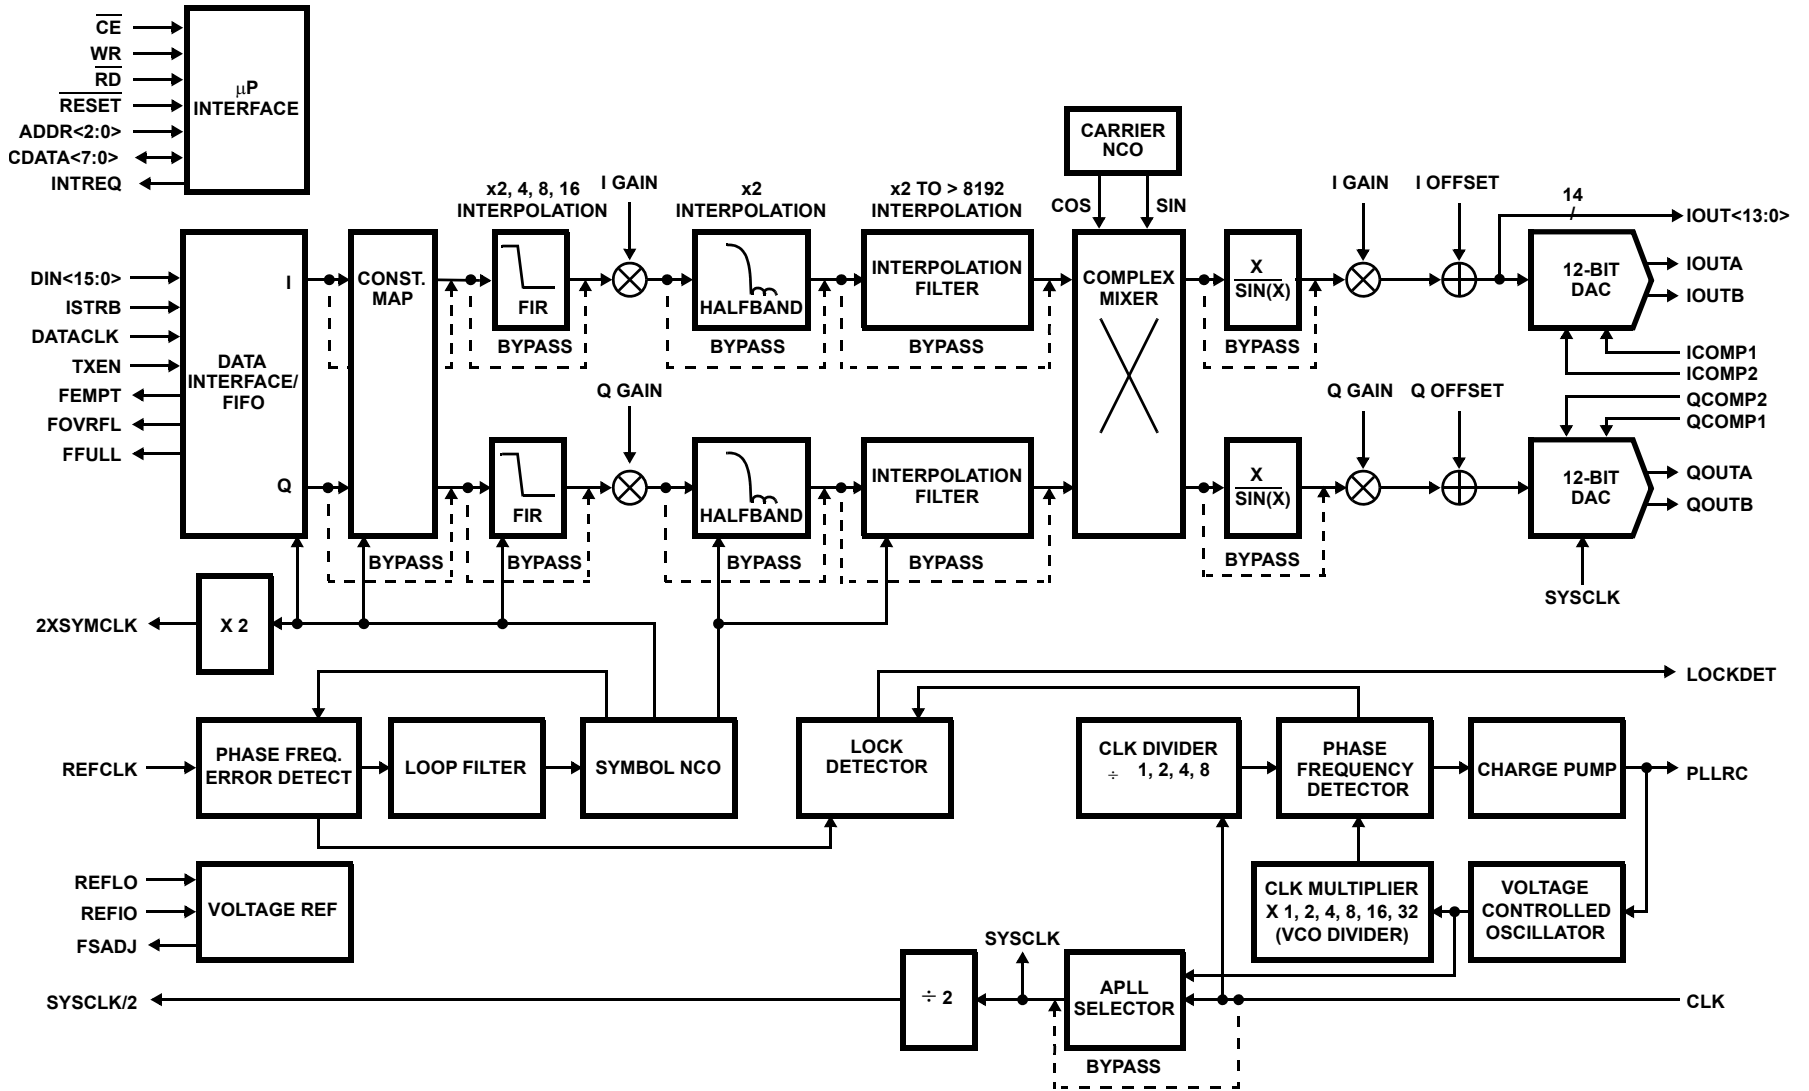 CE
WR
RD
RESET
ADDR<2:0>
CDATA<7:0>
INTREQ
µP
INTERFACE
CARRIER
NCO
COS
SIN
x2, 4, 8, 16
INTERPOLATION
I GAIN
x2
INTERPOLATION
x2 TO > 8192
INTERPOLATION
I GAIN
I OFFSET
14
IOUT<13:0>
DIN<15:0>
ISTRB
DATACLK
TXEN
FEMPT
FOVRFL
FFULL
I
DATA
INTERFACE/
FIFO
Q
CONST.
MAP
FIR
BYPASS
HALFBAND
BYPASS
INTERPOLATION
FILTER
BYPASS
COMPLEX
MIXER
X
SIN(X)
BYPASS
12-BIT
DAC
IOUTA
IOUTB
ICOMP1
ICOMP2
QCOMP2
QCOMP1
Q GAIN
Q GAIN
Q OFFSET
BYPASS
FIR
BYPASS
HALFBAND
BYPASS
INTERPOLATION
FILTER
BYPASS
X
SIN(X)
BYPASS
12-BIT
DAC
QOUTA
QOUTB
SYSCLK
2XSYMCLK
X 2
LOCKDET
REFCLK
PHASE FREQ.
ERROR DETECT
LOOP FILTER
SYMBOL NCO
LOCK
DETECTOR
CLK DIVIDER
÷ 1, 2, 4, 8
PHASE
FREQUENCY
DETECTOR
CHARGE PUMP
PLLRC
REFLO
REFIO
FSADJ
VOLTAGE REF
CLK MULTIPLIER
X 1, 2, 4, 8, 16, 32
(VCO DIVIDER)
VOLTAGE
CONTROLLED
OSCILLATOR
SYSCLK
SYSCLK/2
÷ 2
APLL
SELECTOR
BYPASS
CLK